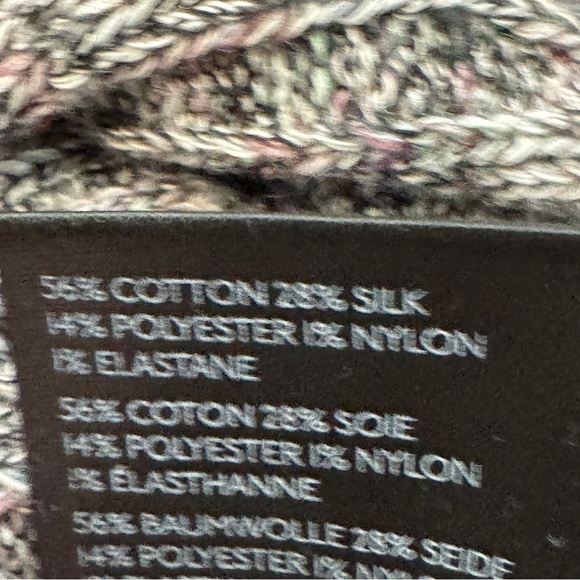 56% COTTON 28% SILK
14% POLYESTER 1% NYLON
1% ELASTANE
56% COTON 28% SOIE
14% POLYESTER 1% NYLON
1% ÉLASTHANNE
56% BAUMWOLLE 28% SEIDE
14% POLYESTER 1% NYLON